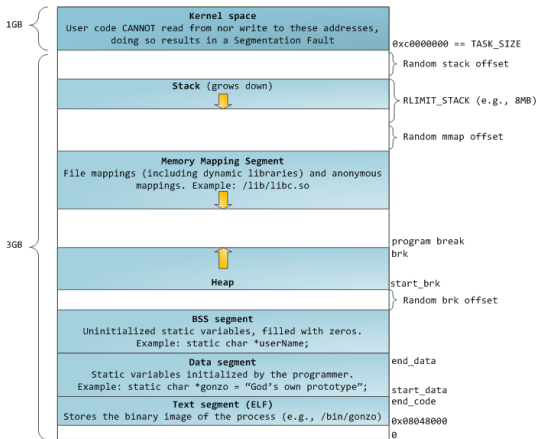 1GB
Kernel space
User code CANNOT read from nor write to these addresses,
doing so results in a Segmentation Fault
0xc0000000 == TASK_SIZE
Random stack offset
Stack (grows down)
RLIMIT_STACK (e.g., 8MB)
Random mmap offset
Memory Mapping Segment
File mappings (including dynamic libraries) and anonymous
mappings. Example: /lib/libc.so
3GB
program break
brk
Heap
start_brk
Random brk offset
BSS segment
Uninitialized static variables, filled with zeros.
Example: static char *userName;
Data segment
Static variables initialized by the programmer.
Example: static char *gonzo = “God’s own prototype”;
end_data
start_data
end_code
Text segment (ELF)
Stores the binary image of the process (e.g., /bin/gonzo)
0x08048000
0